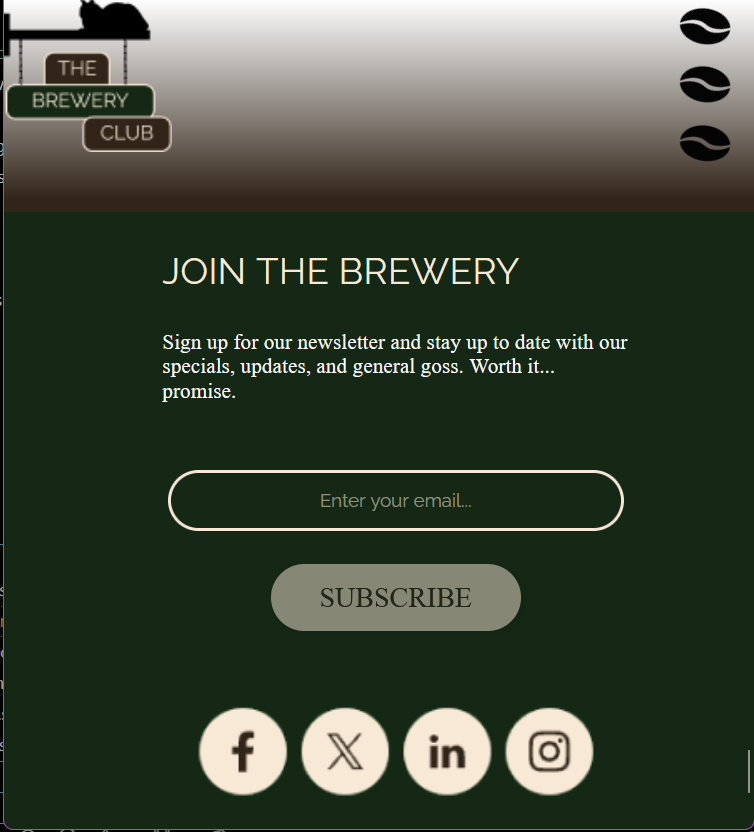 THE
BREWERY
CLUB
JOIN THE BREWERY
Sign up for our newsletter and stay up to date with our
specials, updates, and general goss. Worth it...
promise.
Enter your email...
SUBSCRIBE